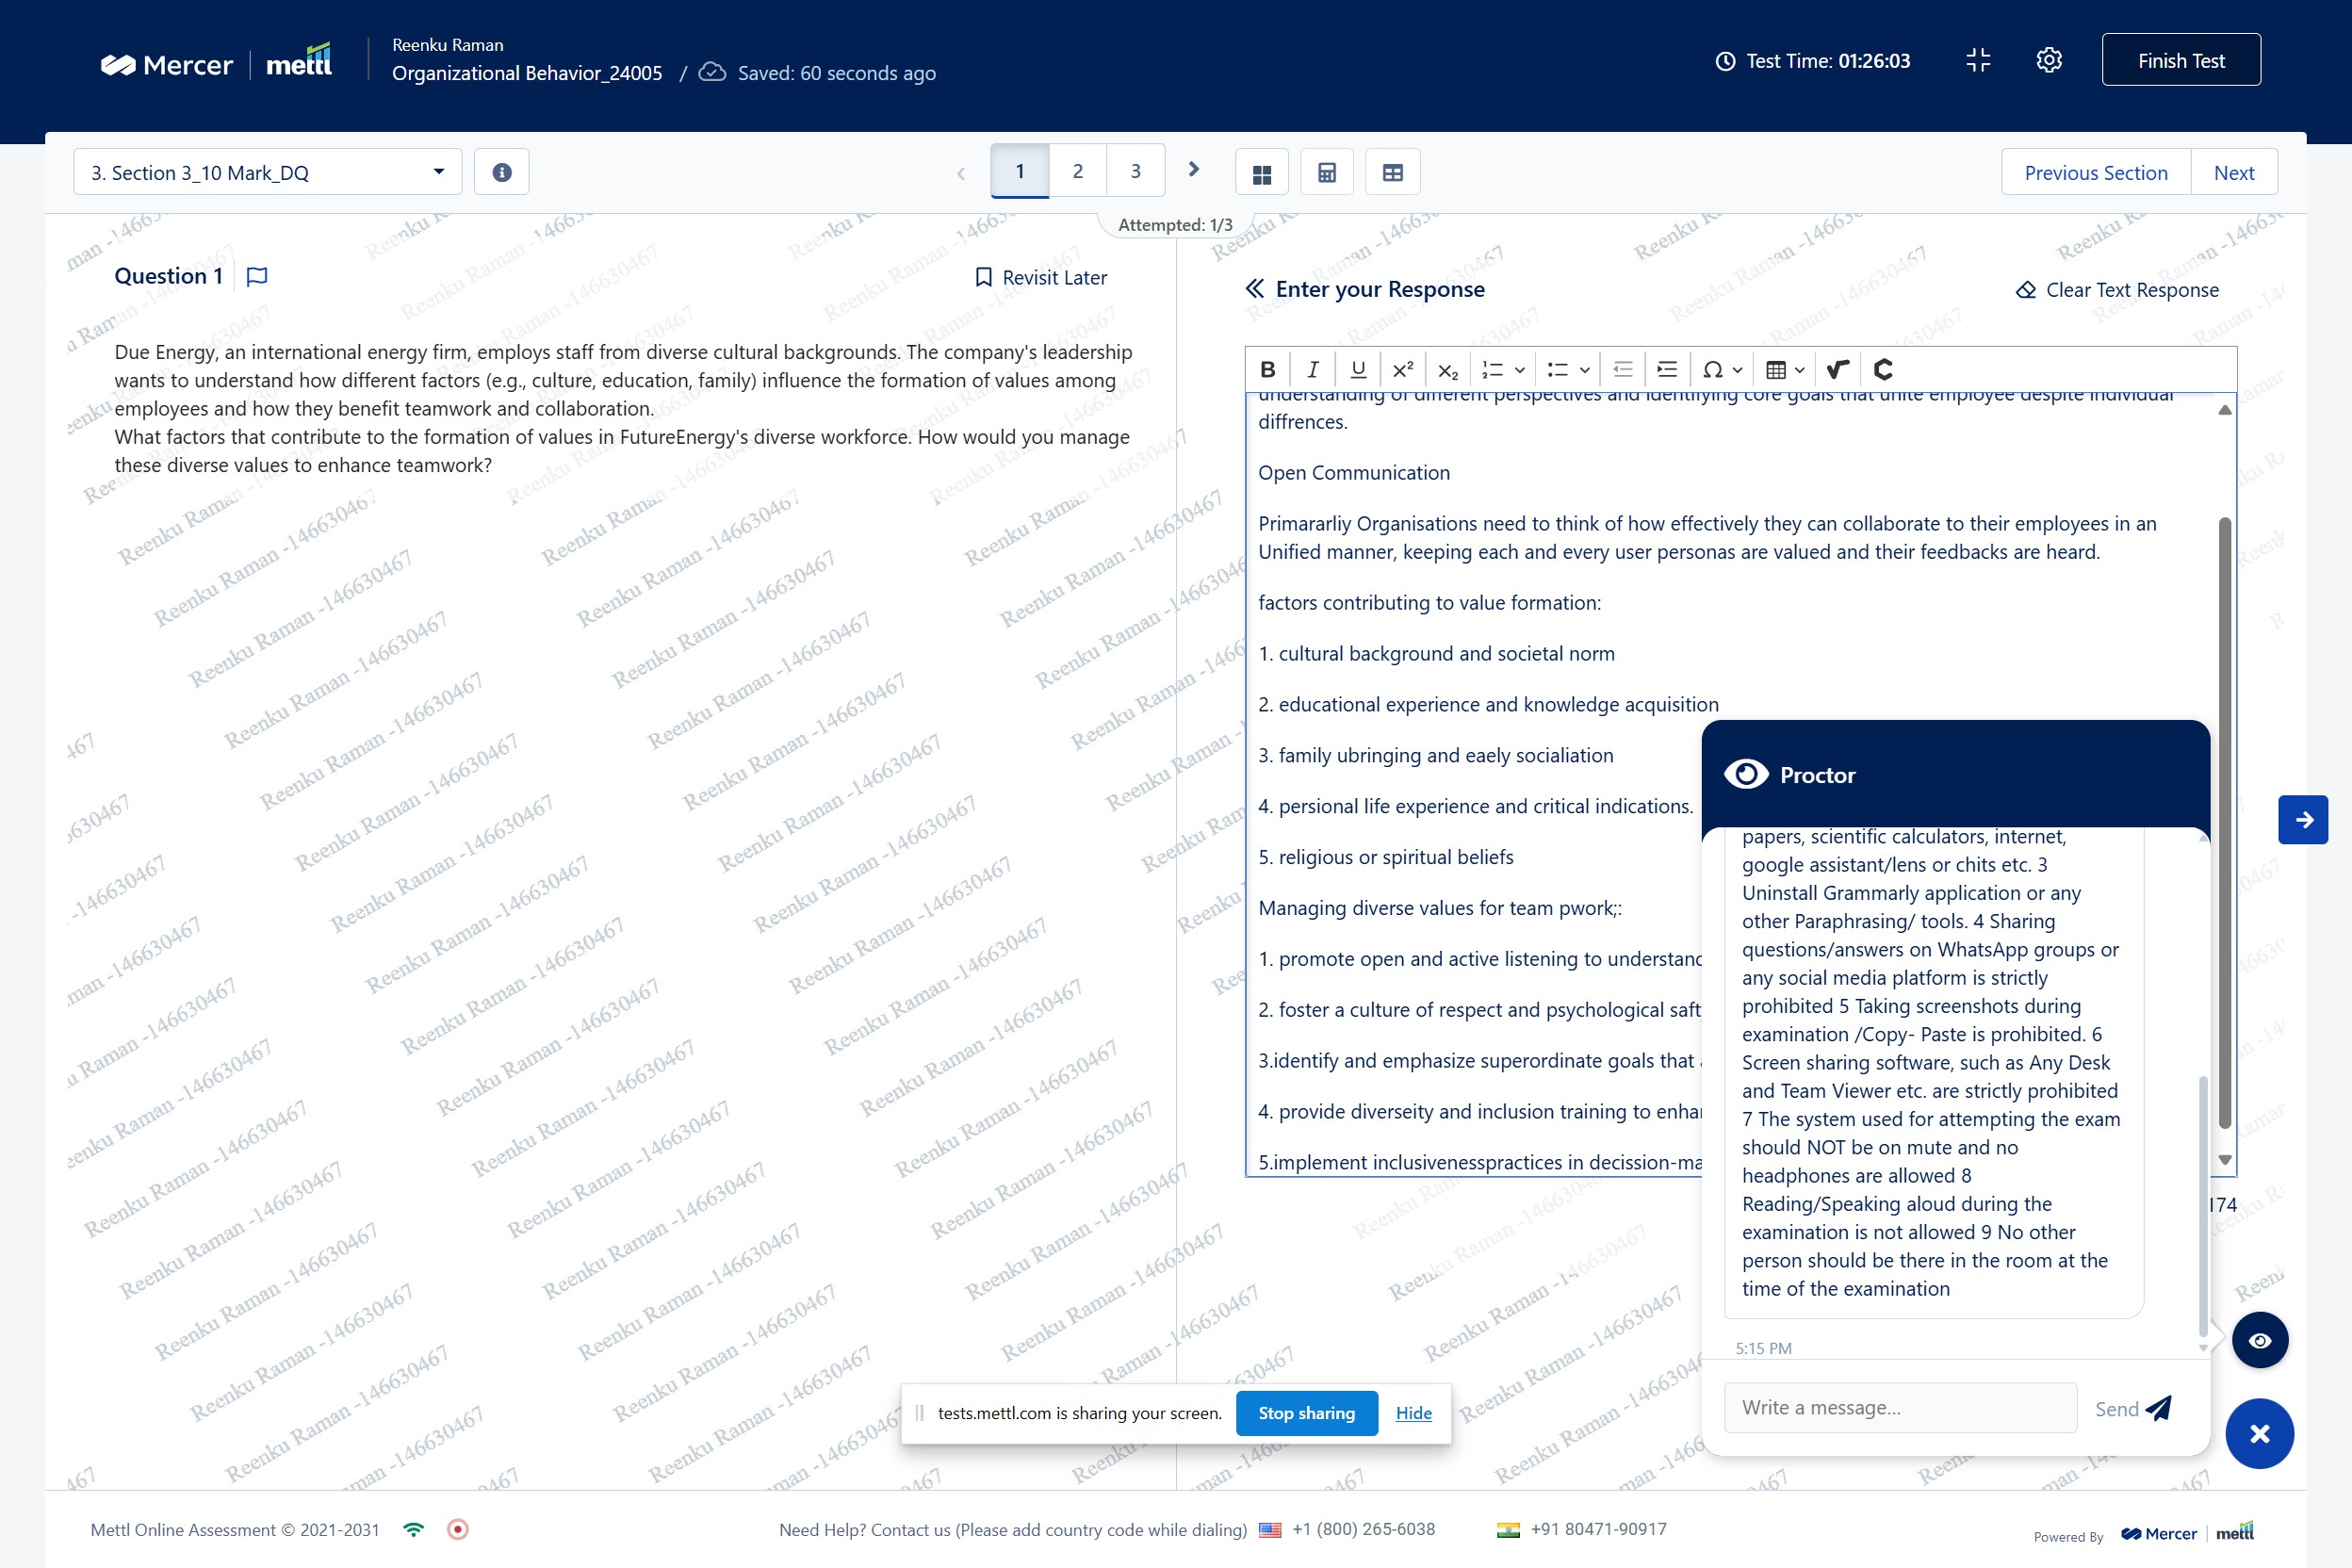 Mercer | mettl
Reenku Raman
Organizational Behavior_24005 / Saved: 60 seconds ago
Test Time: 01:26:03
Finish Test
3. Section 3_10 Mark_DQ
1 2 3
Previous Section
Next
Attempted: 1/3
Question 1
Revisit Later
Due Energy, an international energy firm, employs staff from diverse cultural backgrounds. The company's leadership
wants to understand how different factors (e.g., culture, education, family) influence the formation of values among
employees and how they benefit teamwork and collaboration.
What factors that contribute to the formation of values in FutureEnergy's diverse workforce. How would you manage
these diverse values to enhance teamwork?
Enter your Response
Clear Text Response
B I U x² x₂
understanding of different perspectives and identifying core goals that unite employee despite individual
diffrences.
Open Communication
Primararliy Organisations need to think of how effectively they can collaborate to their employees in an
Unified manner, keeping each and every user personas are valued and their feedbacks are heard.
factors contributing to value formation:
1. cultural background and societal norm
2. educational experience and knowledge acquisition
3. family ubringing and eaely socialiation
4. persional life experience and critical indications.
5. religious or spiritual beliefs
Managing diverse values for team pwork;:
1. promote open and active listening to understand
2. foster a culture of respect and psychological saft
3.identify and emphasize superordinate goals that
4. provide diverseity and inclusion training to enha
5.implement inclusivenesspractices in decission-ma
174
Proctor
papers, scientific calculators, internet,
google assistant/lens or chits etc. 3
Uninstall Grammarly application or any
other Paraphrasing/ tools. 4 Sharing
questions/answers on WhatsApp groups or
any social media platform is strictly
prohibited 5 Taking screenshots during
examination /Copy- Paste is prohibited. 6
Screen sharing software, such as Any Desk
and Team Viewer etc. are strictly prohibited
7 The system used for attempting the exam
should NOT be on mute and no
headphones are allowed 8
Reading/Speaking aloud during the
examination is not allowed 9 No other
person should be there in the room at the
time of the examination
5:15 PM
Write a message...
Send
tests.mettl.com is sharing your screen.
Stop sharing
Hide
Reenku Raman -146630467
Mettl Online Assessment © 2021-2031
Need Help? Contact us (Please add country code while dialing) +1 (800) 265-6038 +91 80471-90917
Powered By Mercer | mettl